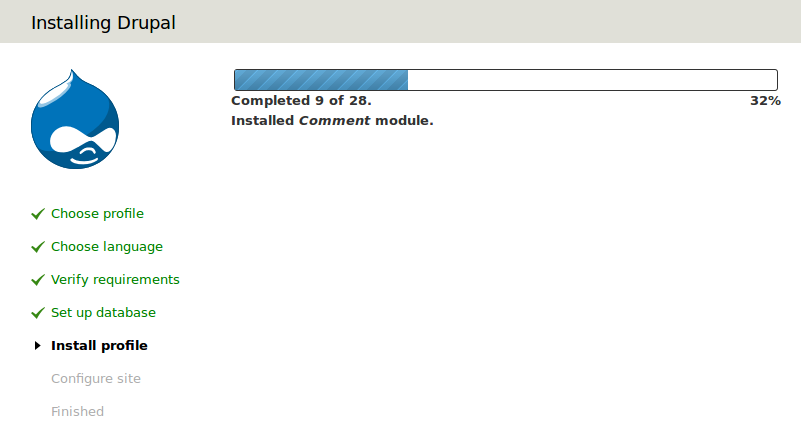 Installing Drupal
Completed 9 of 28.
32%
Installed Comment module.
Choose profile
Choose language
Verify requirements
Set up database
Install profile
Configure site
Finished